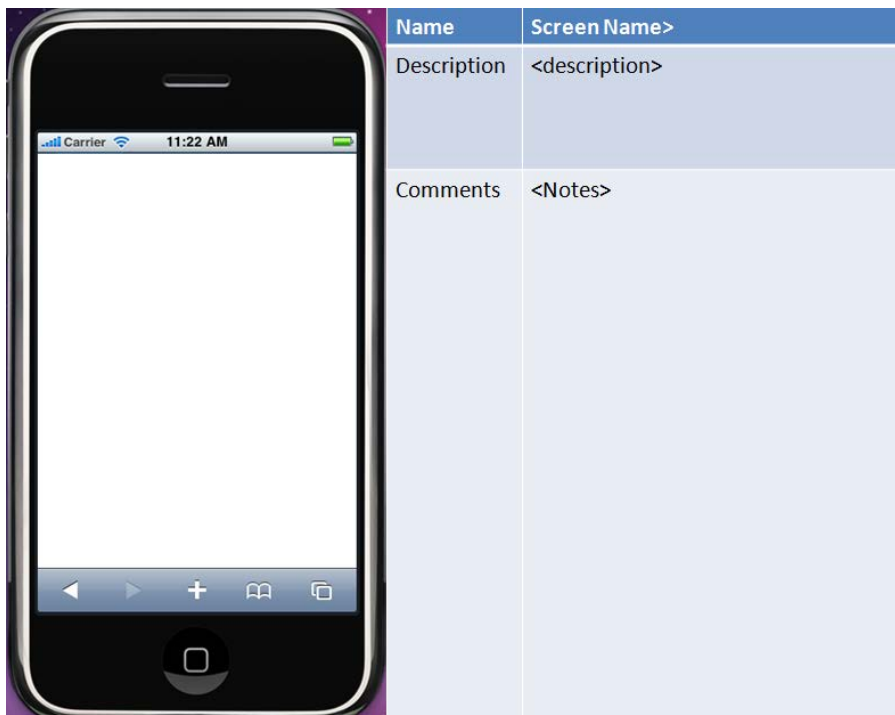 Carrier 11:22 AM
Name Screen Name>
Description <description>
Comments <Notes>